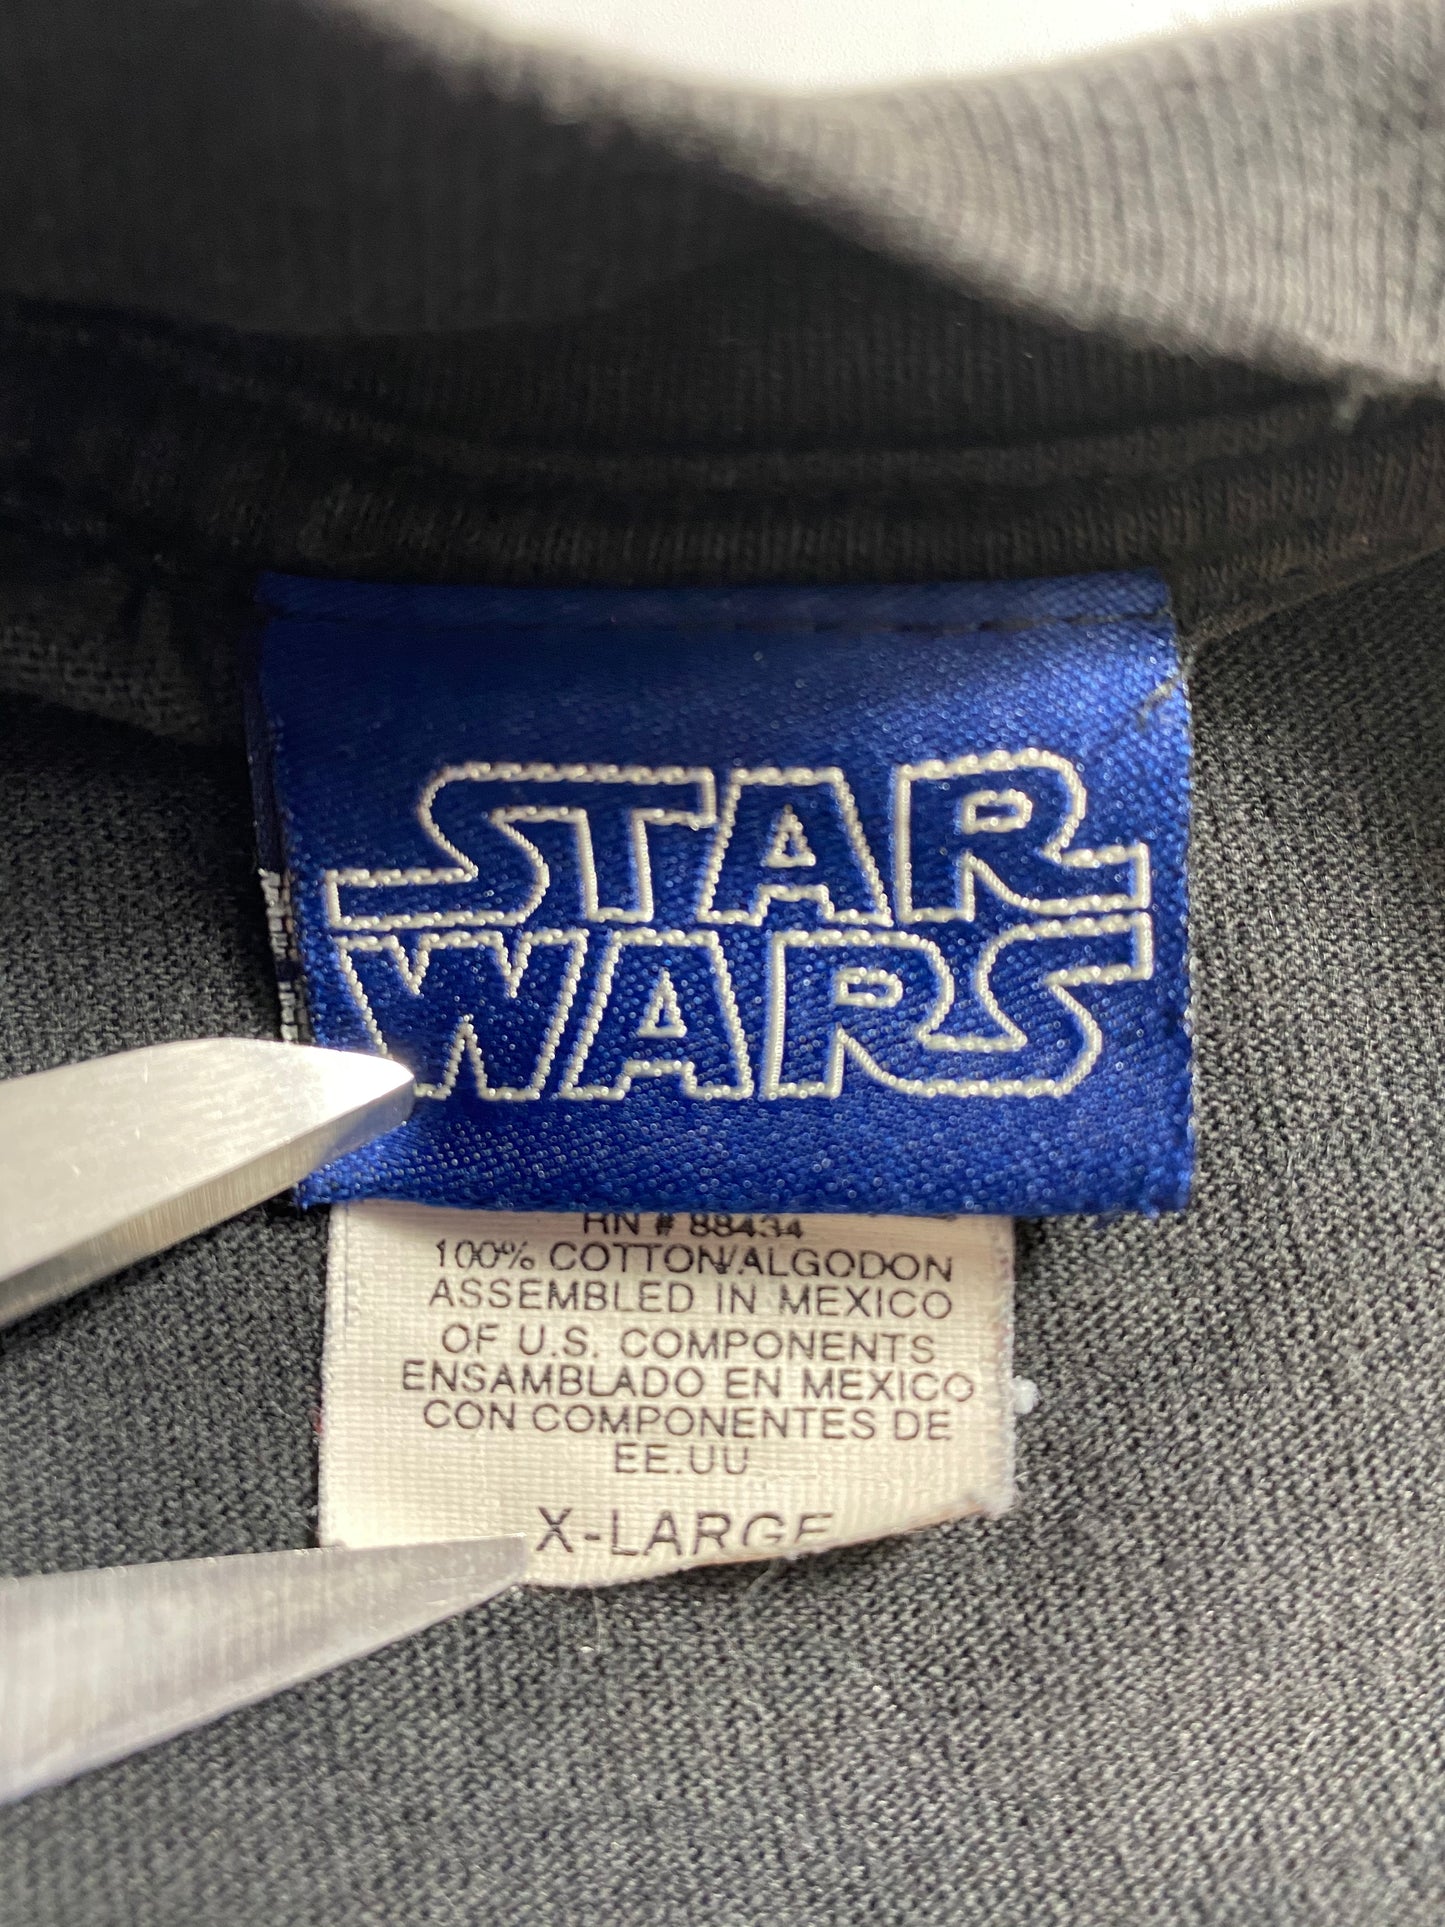 STAR
WARS
RN # 88434
100% COTTON/ALGODON
ASSEMBLED IN MEXICO
OF U.S. COMPONENTS
ENSAMBLADO EN MEXICO
CON COMPONENTES DE
EE.UU
X-LARGE